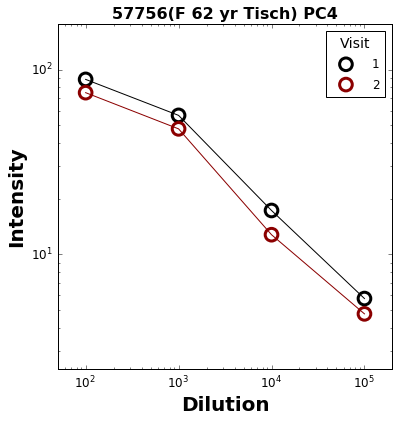 57756(F 62 yr Tisch) PC4
Visit
1
2
10²
10¹
Intensity
10² 10³ 10⁴ 10⁵
Dilution